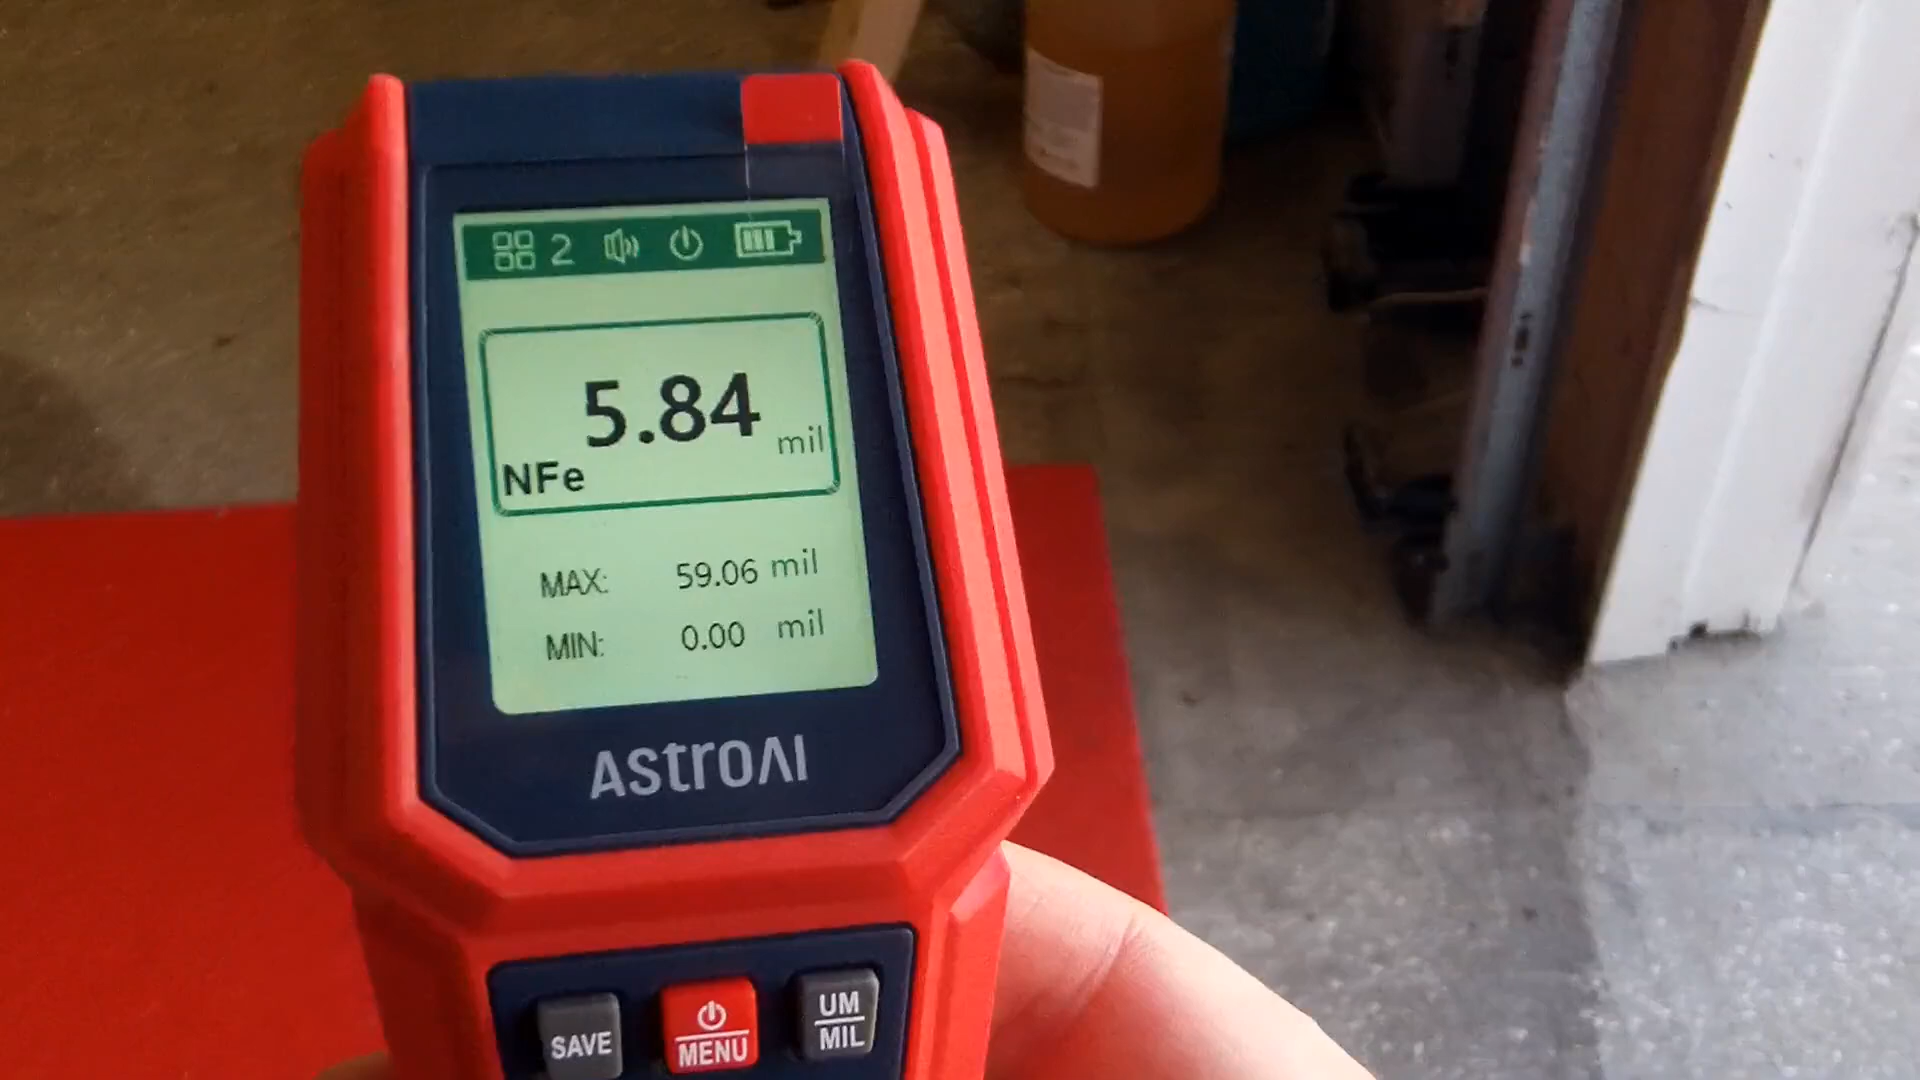 2
5.84 mil
NFe
MAX: 59.06 mil
MIN: 0.00 mil
AstroAI
SAVE
MENU
UM
MIL